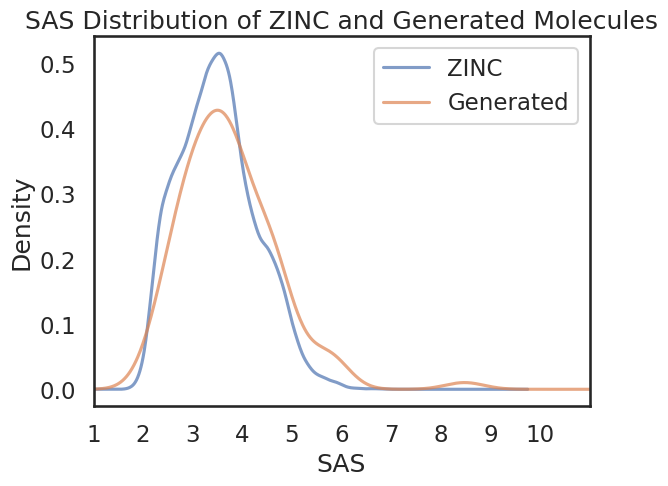 SAS Distribution of ZINC and Generated Molecules
ZINC
Generated
Density
0.5
0.4
0.3
0.2
0.1
0.0
1 2 3 4 5 6 7 8 9 10
SAS